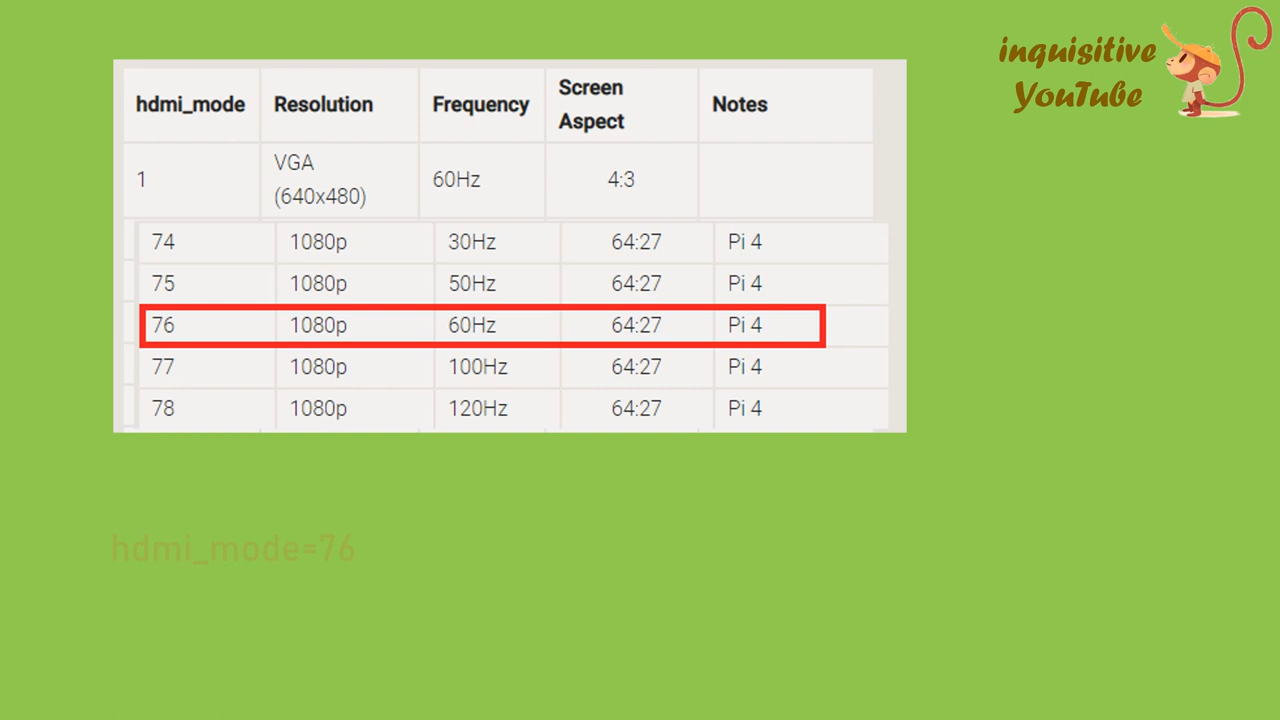 inquisitive
YouTube
hdmi_mode Resolution Frequency Screen Aspect Notes
1 VGA (640x480) 60Hz 4:3
74 1080p 30Hz 64:27 Pi 4
75 1080p 50Hz 64:27 Pi 4
76 1080p 60Hz 64:27 Pi 4
77 1080p 100Hz 64:27 Pi 4
78 1080p 120Hz 64:27 Pi 4
hdmi_mode=76